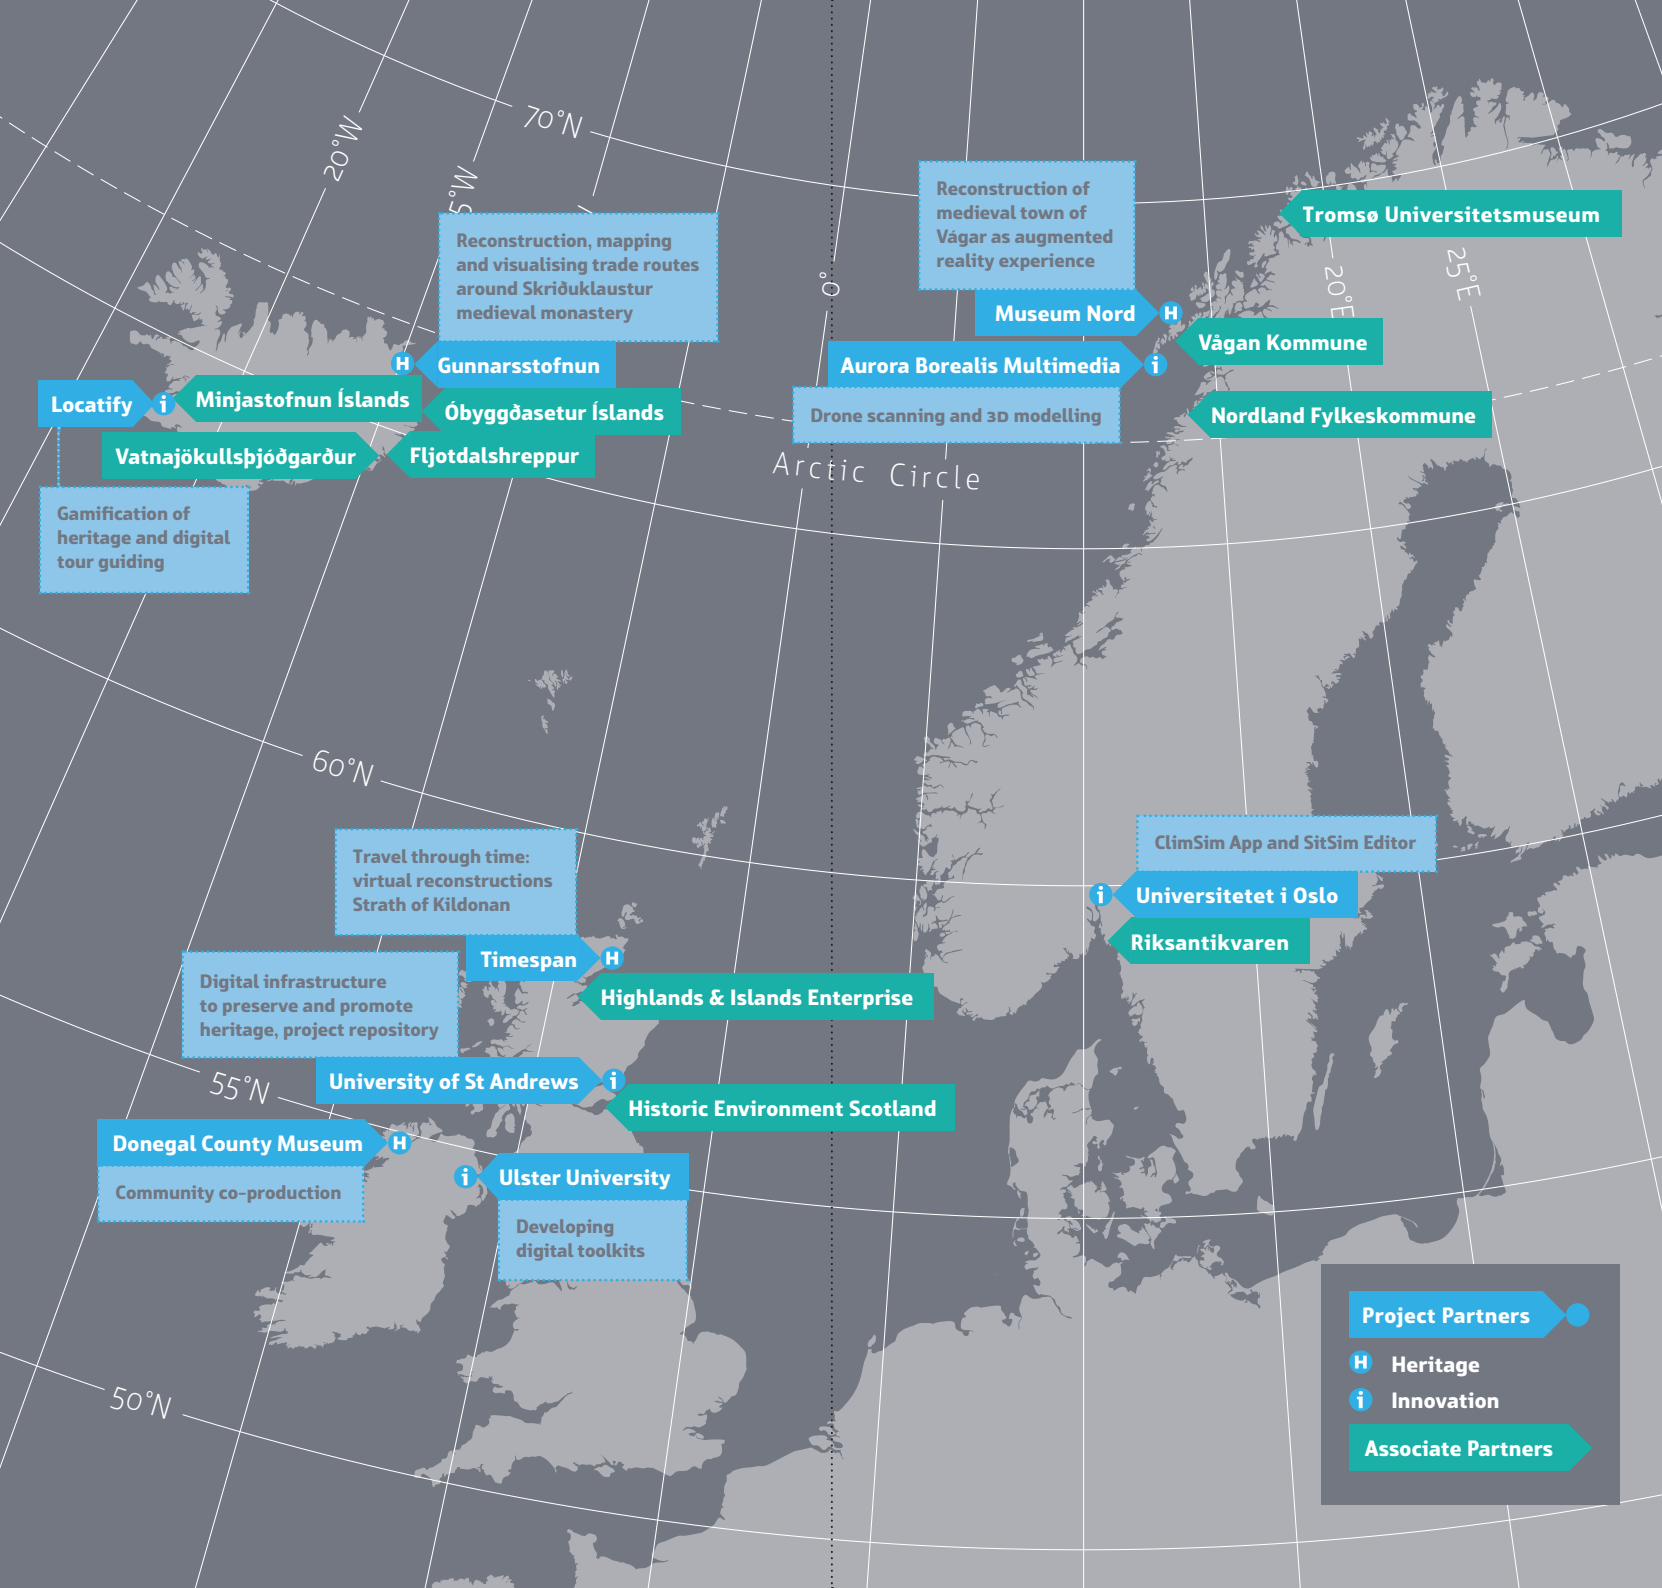 70°N
20°W
5°W
Reconstruction of
medieval town of
Vágar as augmented
reality experience
Museum Nord
H
Tromsø Universitetsmuseum
25°E
20°E
0°
Reconstruction, mapping
and visualising trade routes
around Skriðuklaustur
medieval monastery
H
Gunnarsstofnun
Vågan Kommune
Aurora Borealis Multimedia
i
Drone scanning and 3D modelling
Nordland Fylkeskommune
Locatify
i
Minjastofnun Íslands
Óbyggðasetur Íslands
Vatnajökullsþjóðgarður
Fljotdalshreppur
Arctic Circle
Gamification of
heritage and digital
tour guiding
60°N
Travel through time:
virtual reconstructions
Strath of Kildonan
Timespan
H
ClimSim App and SitSim Editor
i
Universitetet i Oslo
Riksantikvaren
Digital infrastructure
to preserve and promote
heritage, project repository
Highlands & Islands Enterprise
55°N
University of St Andrews
i
Historic Environment Scotland
Donegal County Museum
H
Community co-production
i
Ulster University
Developing
digital toolkits
50°N
Project Partners
H
Heritage
i
Innovation
Associate Partners